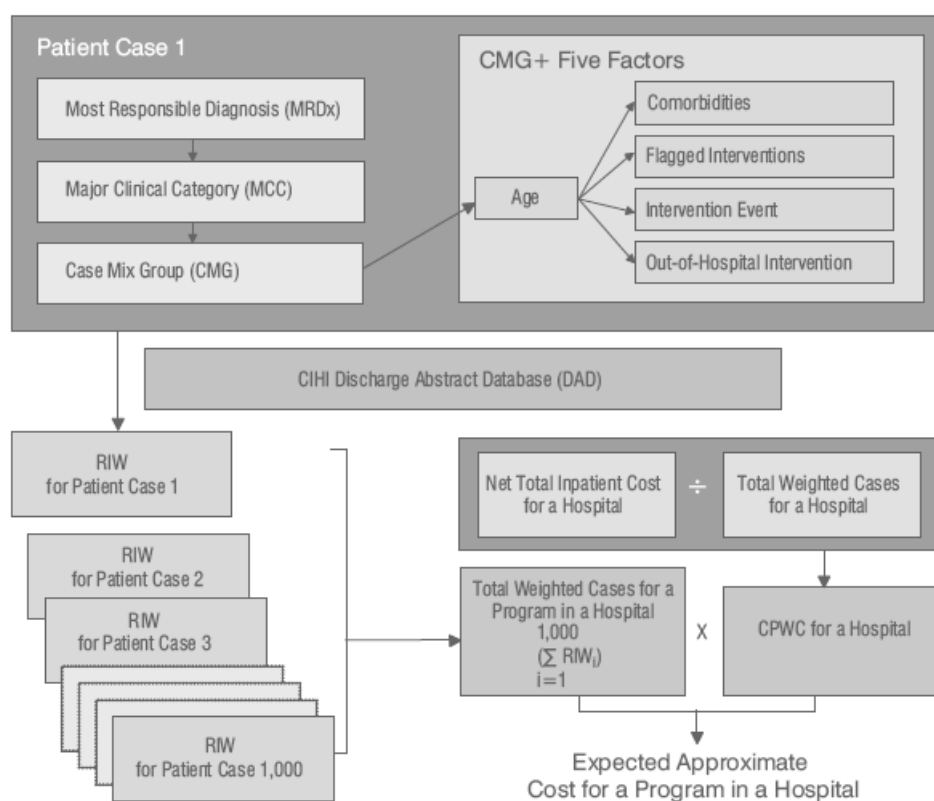 Patient Case 1
Most Responsible Diagnosis (MRDx)
Major Clinical Category (MCC)
Case Mix Group (CMG)
CMG+ Five Factors
Age
Comorbidities
Flagged Interventions
Intervention Event
Out-of-Hospital Intervention
CIHI Discharge Abstract Database (DAD)
RIW
for Patient Case 1
RIW
for Patient Case 2
RIW
for Patient Case 3
RIW
for Patient Case 1,000
Net Total Inpatient Cost
for a Hospital
÷
Total Weighted Cases
for a Hospital
Total Weighted Cases for a
Program in a Hospital
1,000
(∑ RIWi)
i=1
X
CPWC for a Hospital
Expected Approximate
Cost for a Program in a Hospital